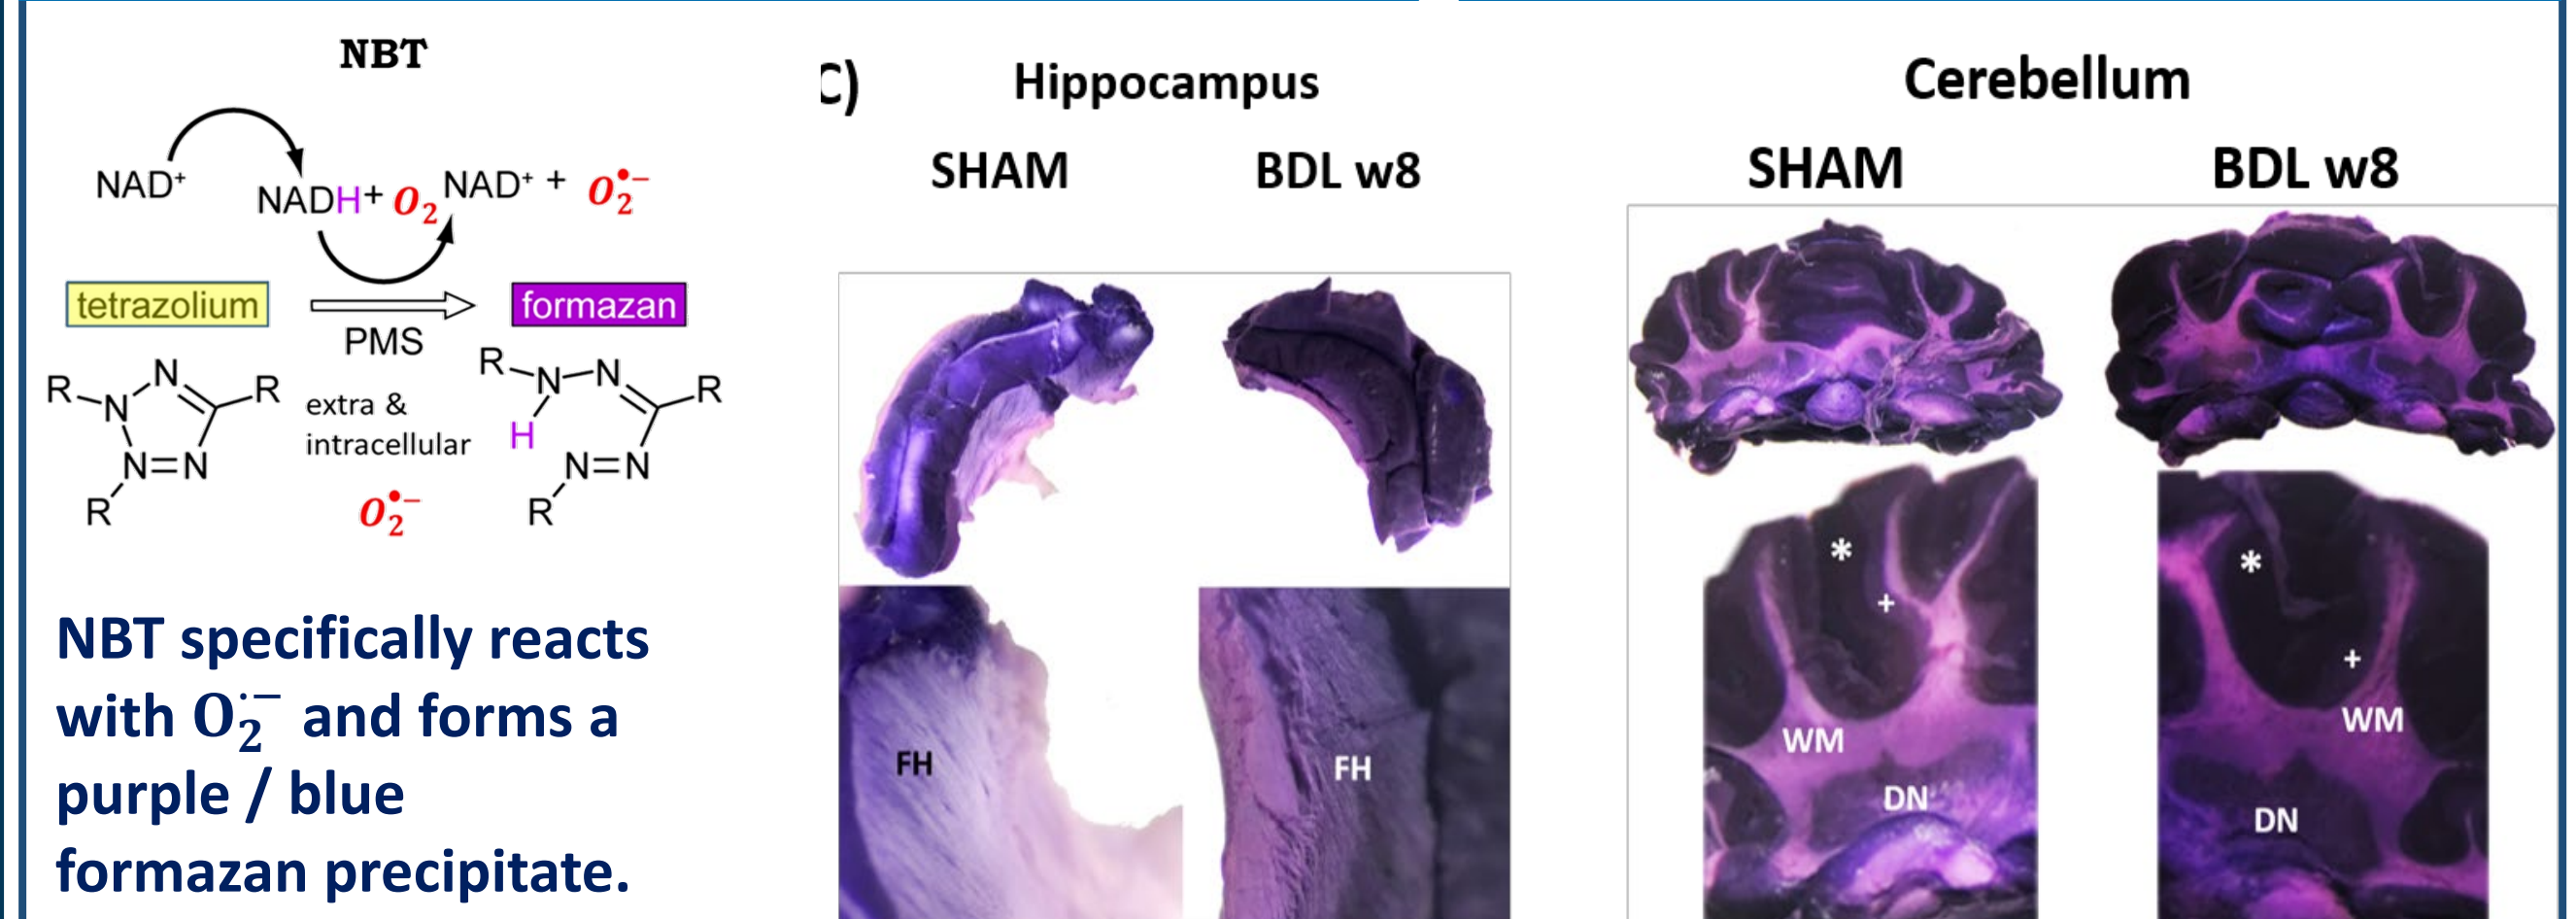 NBT
NAD⁺
NADH + O₂ NAD⁺ + O₂•⁻
tetrazolium
formazan
PMS
extra &
intracellular
O₂•⁻
R
N
N
R
N
N=N
R
R
N
N
R
H
N=N
R
NBT specifically reacts
with O₂·⁻ and forms a
purple / blue
formazan precipitate.
C)
Hippocampus
SHAM
BDL w8
FH
FH
Cerebellum
SHAM
BDL w8
*
+
WM
DN
*
+
WM
DN